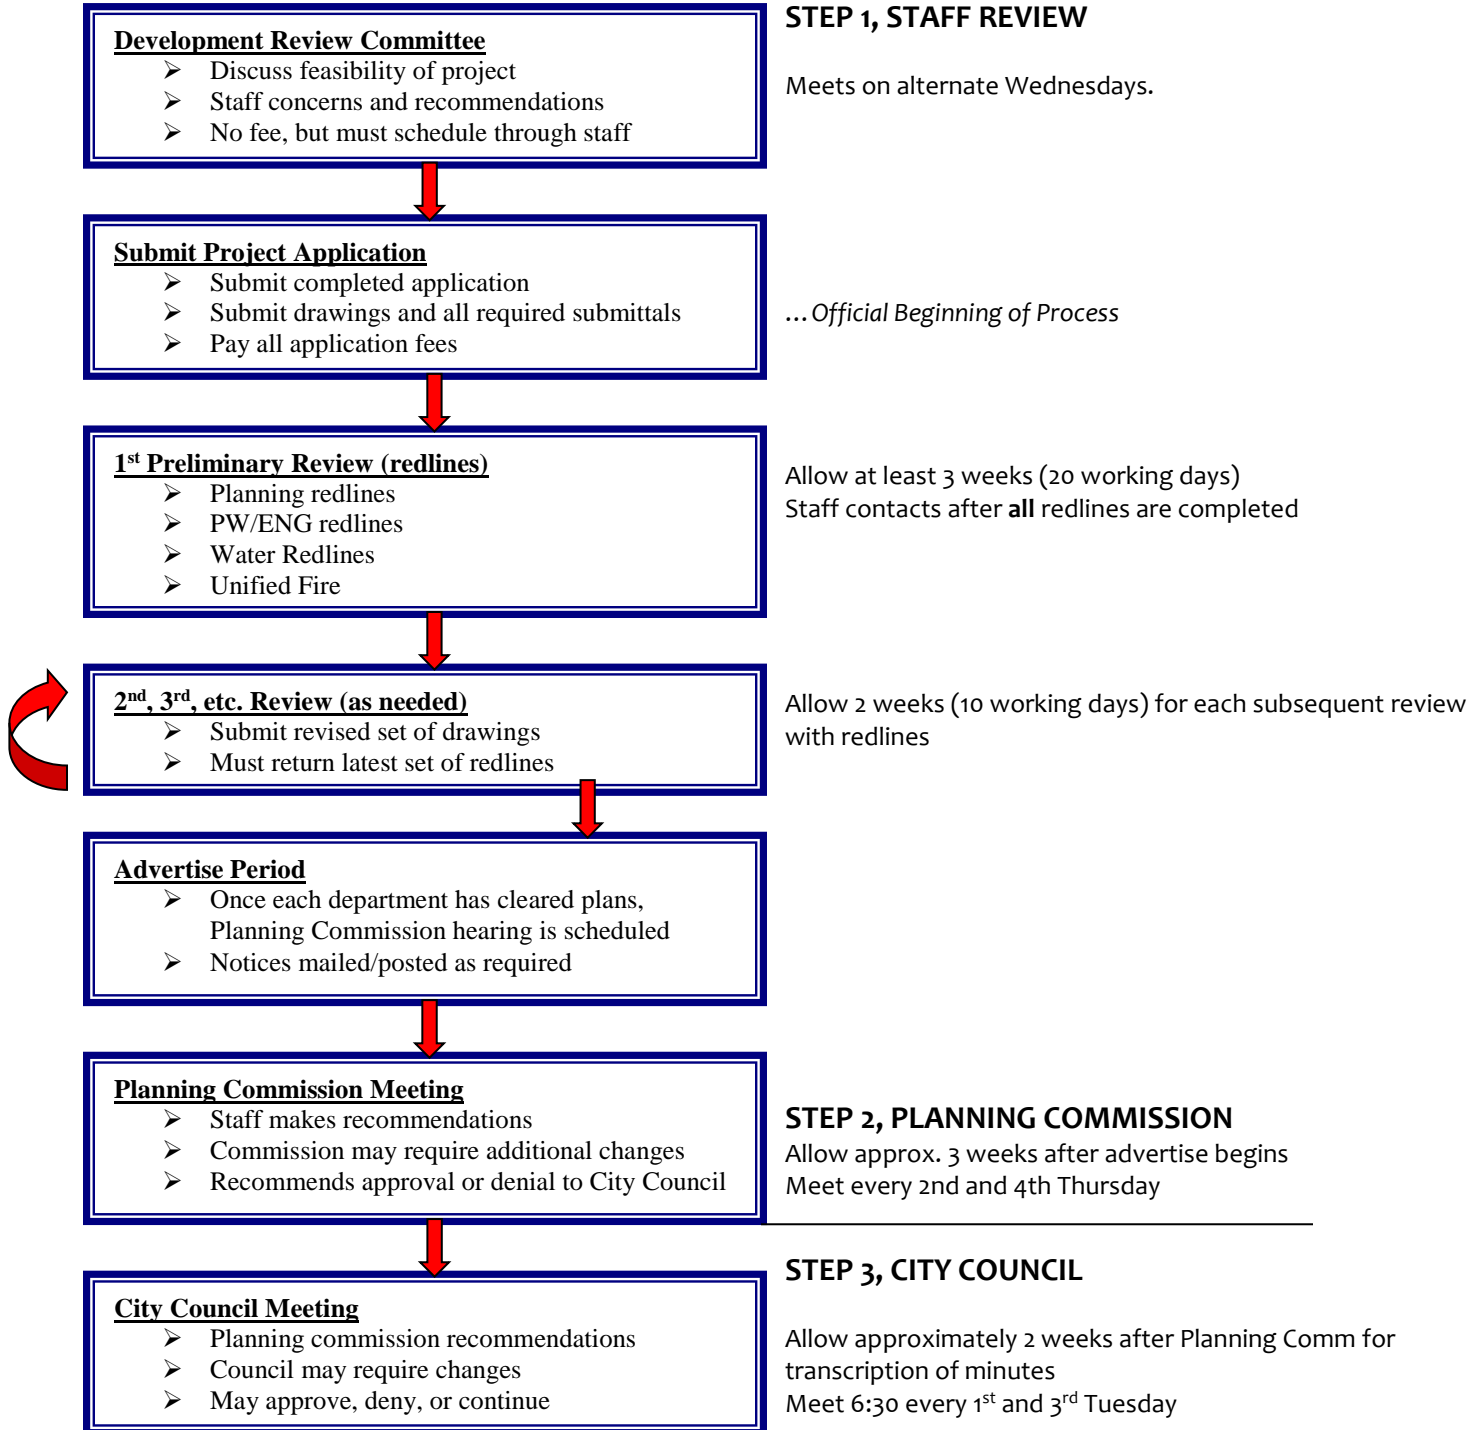 STEP 1, STAFF REVIEW
Development Review Committee
➢ Discuss feasibility of project
➢ Staff concerns and recommendations
➢ No fee, but must schedule through staff
Meets on alternate Wednesdays.
Submit Project Application
➢ Submit completed application
➢ Submit drawings and all required submittals
➢ Pay all application fees
…Official Beginning of Process
1st Preliminary Review (redlines)
➢ Planning redlines
➢ PW/ENG redlines
➢ Water Redlines
➢ Unified Fire
Allow at least 3 weeks (20 working days)
Staff contacts after all redlines are completed
2nd, 3rd, etc. Review (as needed)
➢ Submit revised set of drawings
➢ Must return latest set of redlines
Allow 2 weeks (10 working days) for each subsequent review
with redlines
Advertise Period
➢ Once each department has cleared plans,
Planning Commission hearing is scheduled
➢ Notices mailed/posted as required
Planning Commission Meeting
➢ Staff makes recommendations
➢ Commission may require additional changes
➢ Recommends approval or denial to City Council
STEP 2, PLANNING COMMISSION
Allow approx. 3 weeks after advertise begins
Meet every 2nd and 4th Thursday
STEP 3, CITY COUNCIL
City Council Meeting
➢ Planning commission recommendations
➢ Council may require changes
➢ May approve, deny, or continue
Allow approximately 2 weeks after Planning Comm for
transcription of minutes
Meet 6:30 every 1st and 3rd Tuesday